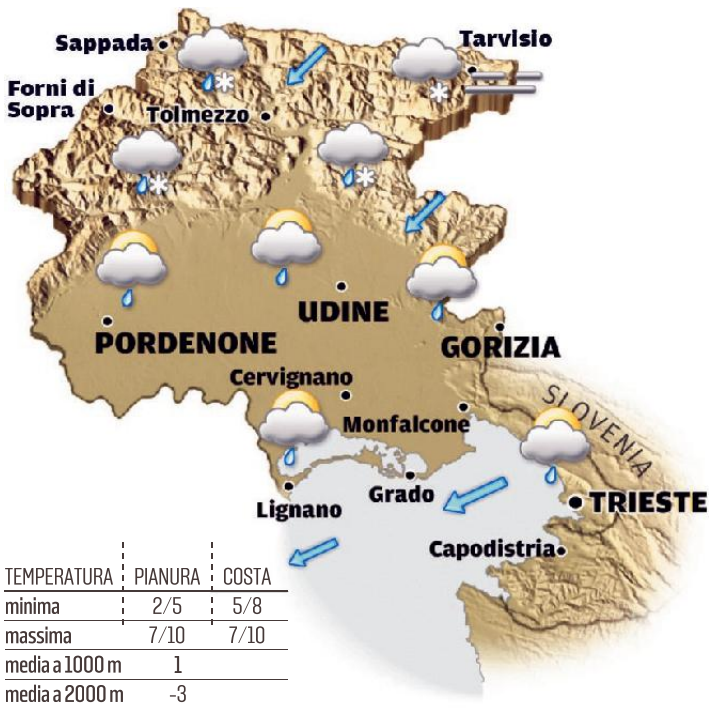 Sappada
Tarvisio
Forni di
Sopra
Tolmezzo
UDINE
PORDENONE
GORIZIA
Cervignano
SLOVENIA
Monfalcone
Grado
TRIESTE
Lignano
Capodistria
TEMPERATURA PIANURA COSTA
minima 2/5 5/8
massima 7/10 7/10
media a 1000 m 1
media a 2000 m -3